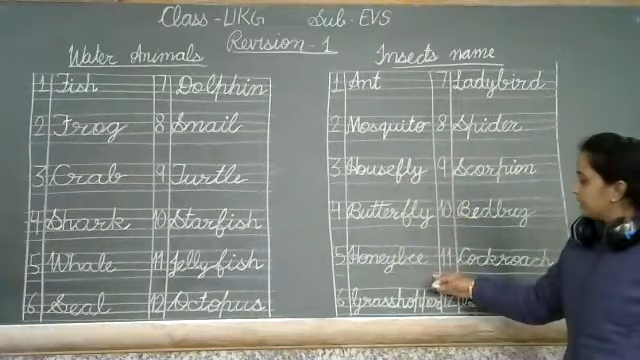 Class - UKG Sub - EVS
Revision - 1
Water Animals
1 Fish 7 Dolphin
2 Frog 8 Snail
3 Crab 9 Turtle
4 Shark 10 Starfish
5 Whale 11 Jellyfish
6 Seal 12 Octopus
Insects name
1 Ant 7 Ladybird
2 Mosquito 8 Spider
3 Housefly 9 Scorpion
4 Butterfly 10 Bedbug
5 Honeybee 11 Cockroach
6 Grasshopper 12